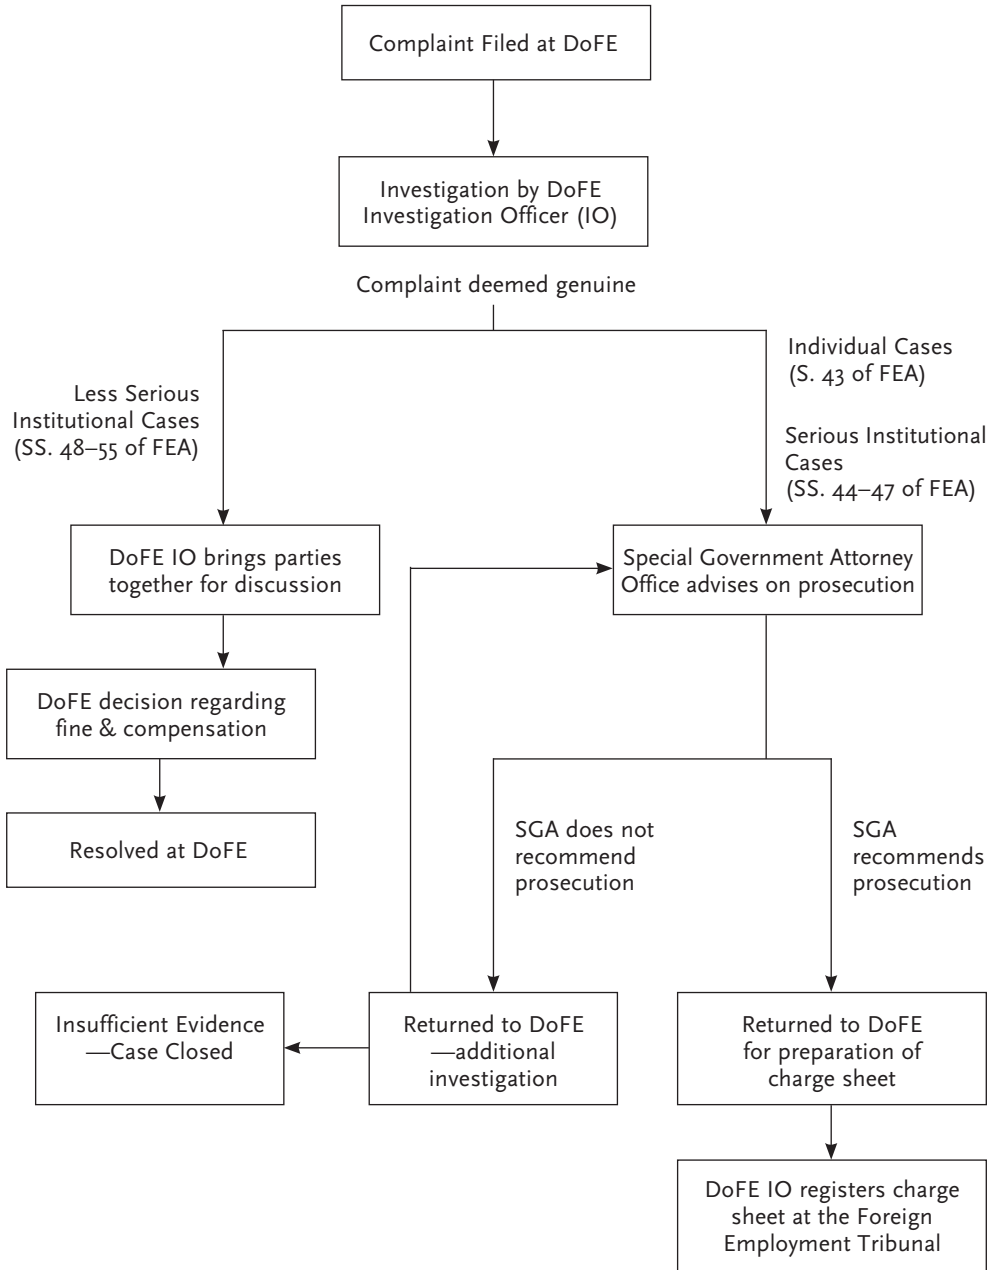 Complaint Filed at DoFE
Investigation by DoFE
Investigation Officer (IO)
Complaint deemed genuine
Less Serious
Institutional Cases
(SS. 48–55 of FEA)
Individual Cases
(S. 43 of FEA)
Serious Institutional
Cases
(SS. 44–47 of FEA)
DoFE IO brings parties
together for discussion
Special Government Attorney
Office advises on prosecution
DoFE decision regarding
fine & compensation
Resolved at DoFE
SGA does not
recommend
prosecution
SGA
recommends
prosecution
Insufficient Evidence
—Case Closed
Returned to DoFE
—additional
investigation
Returned to DoFE
for preparation of
charge sheet
DoFE IO registers charge
sheet at the Foreign
Employment Tribunal